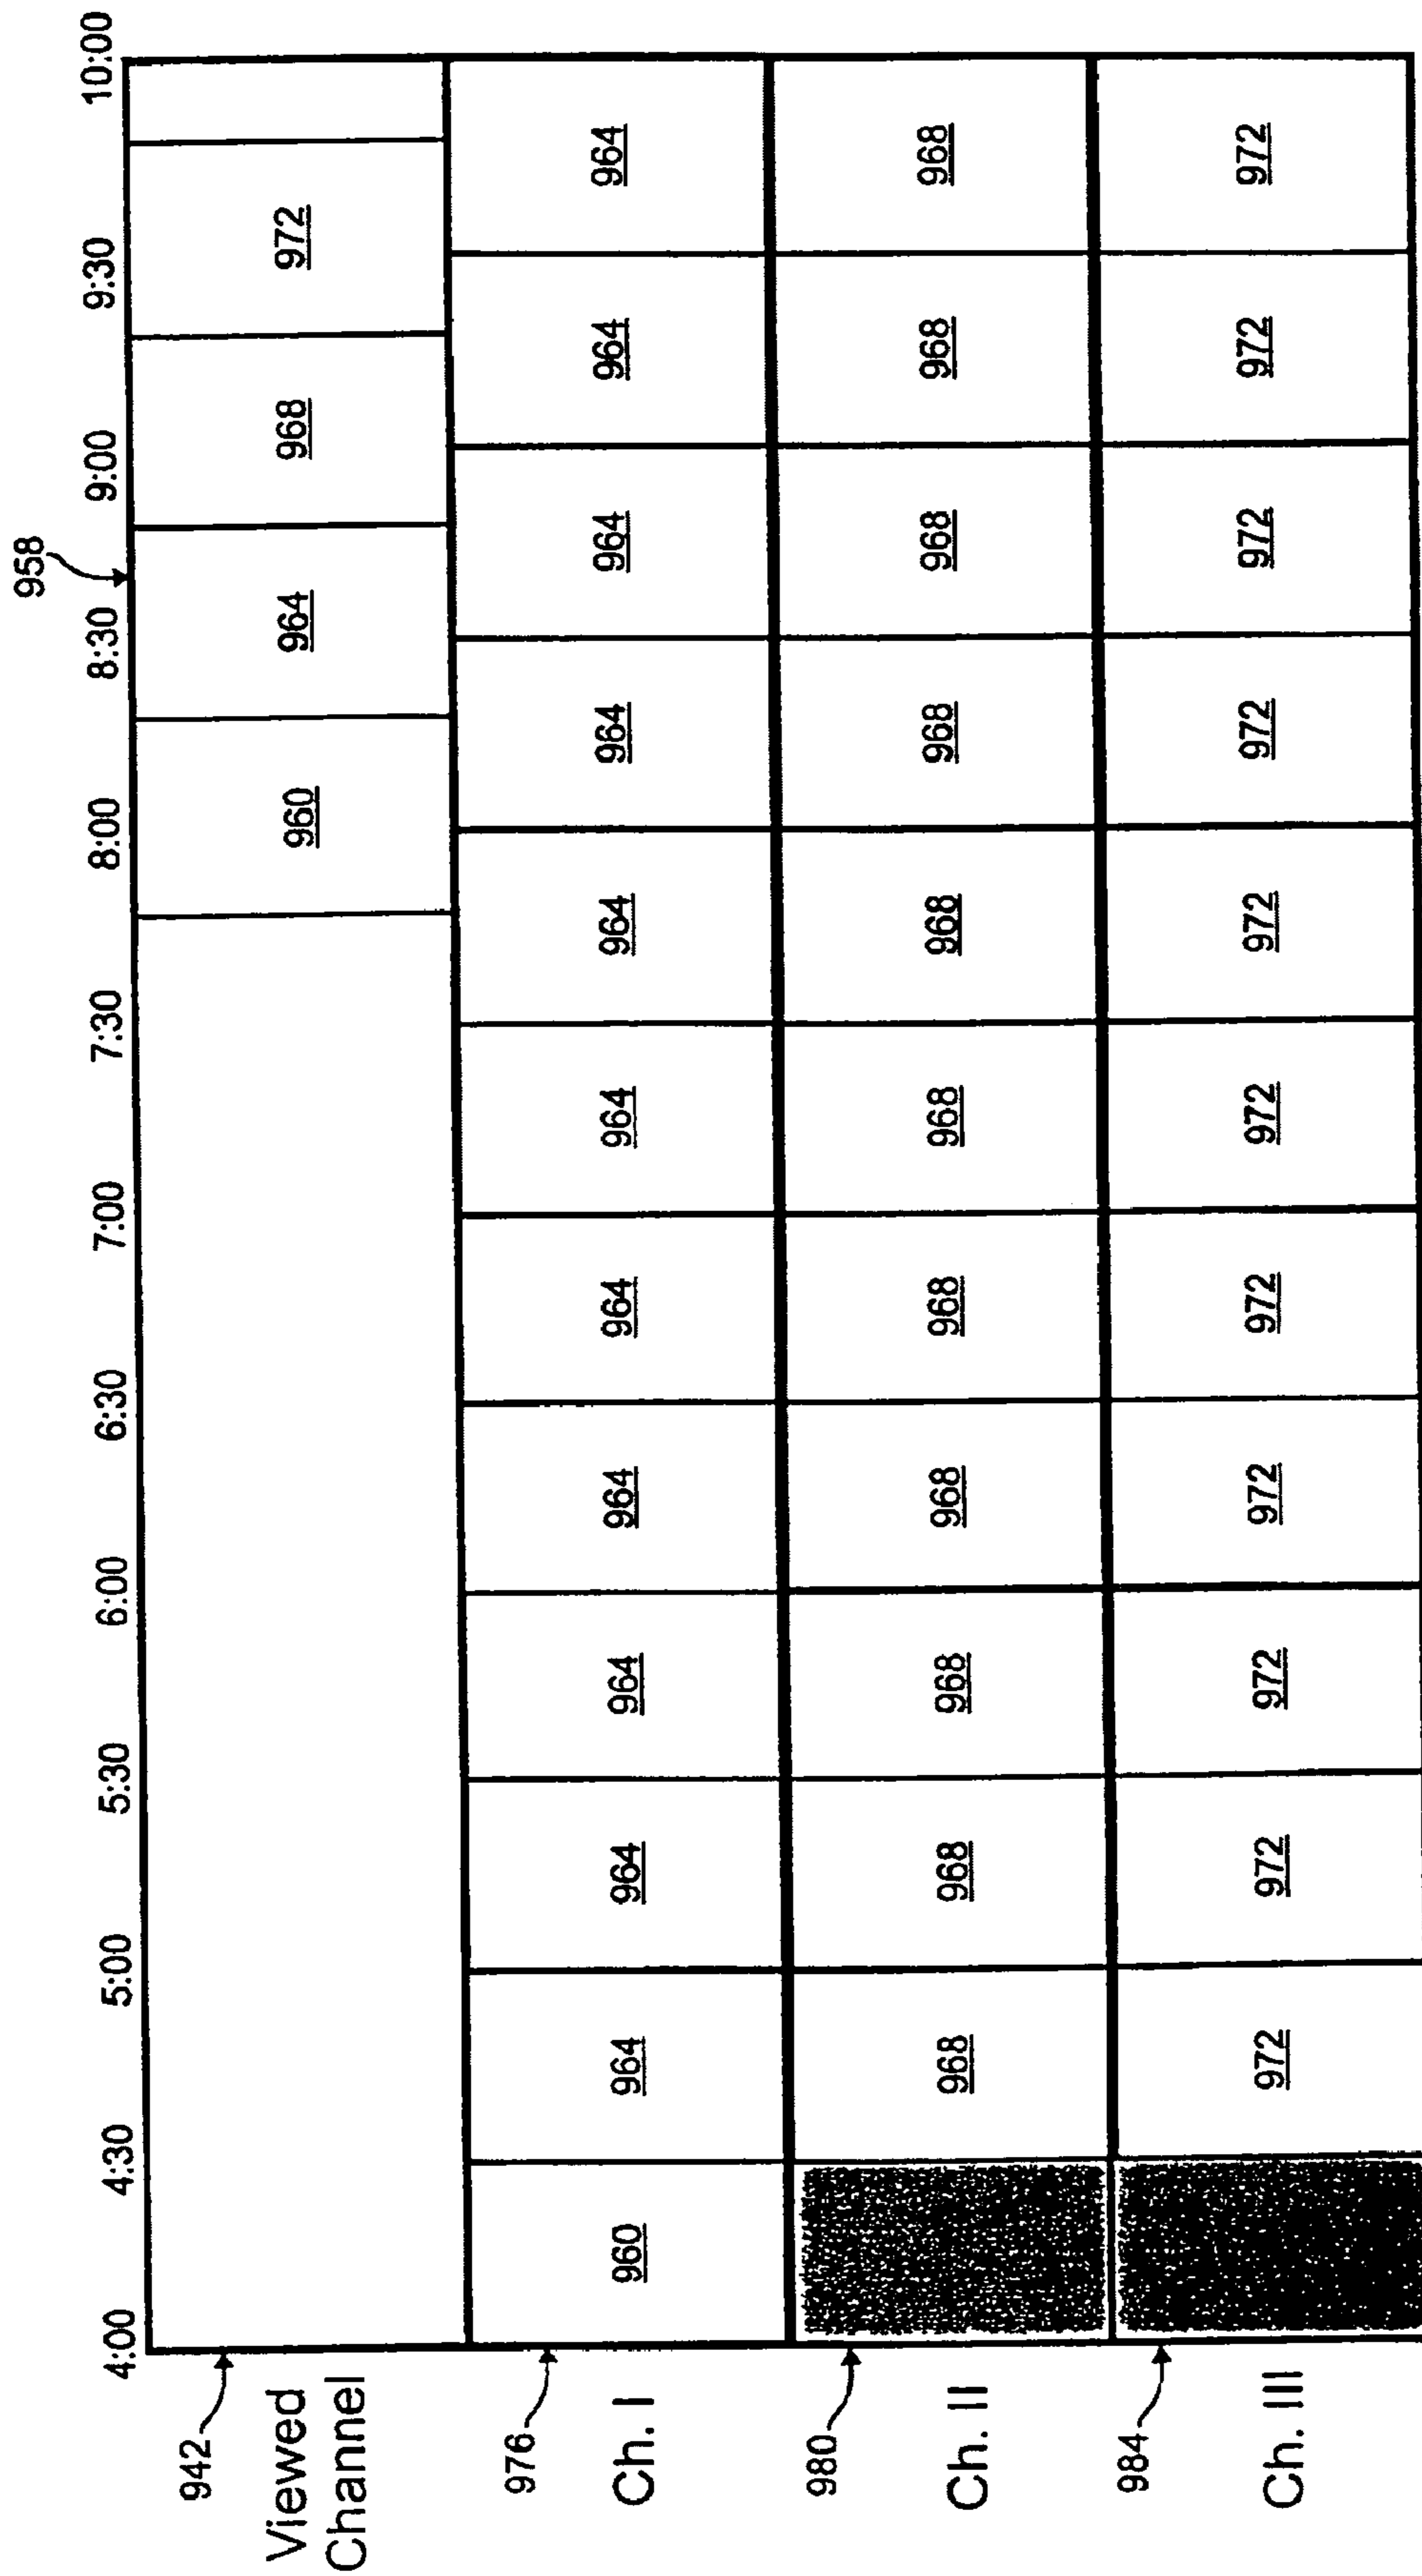 958
4:00 4:30 5:00 5:30 6:00 6:30 7:00 7:30 8:00 8:30 9:00 9:30 10:00
942
Viewed
Channel
960 964 968 972
976
Ch. I
960 964 964 964 964 964 964 964 964 964 964 964
980
Ch. II
968 968 968 968 968 968 968 968 968 968 968
984
Ch. III
972 972 972 972 972 972 972 972 972 972 972